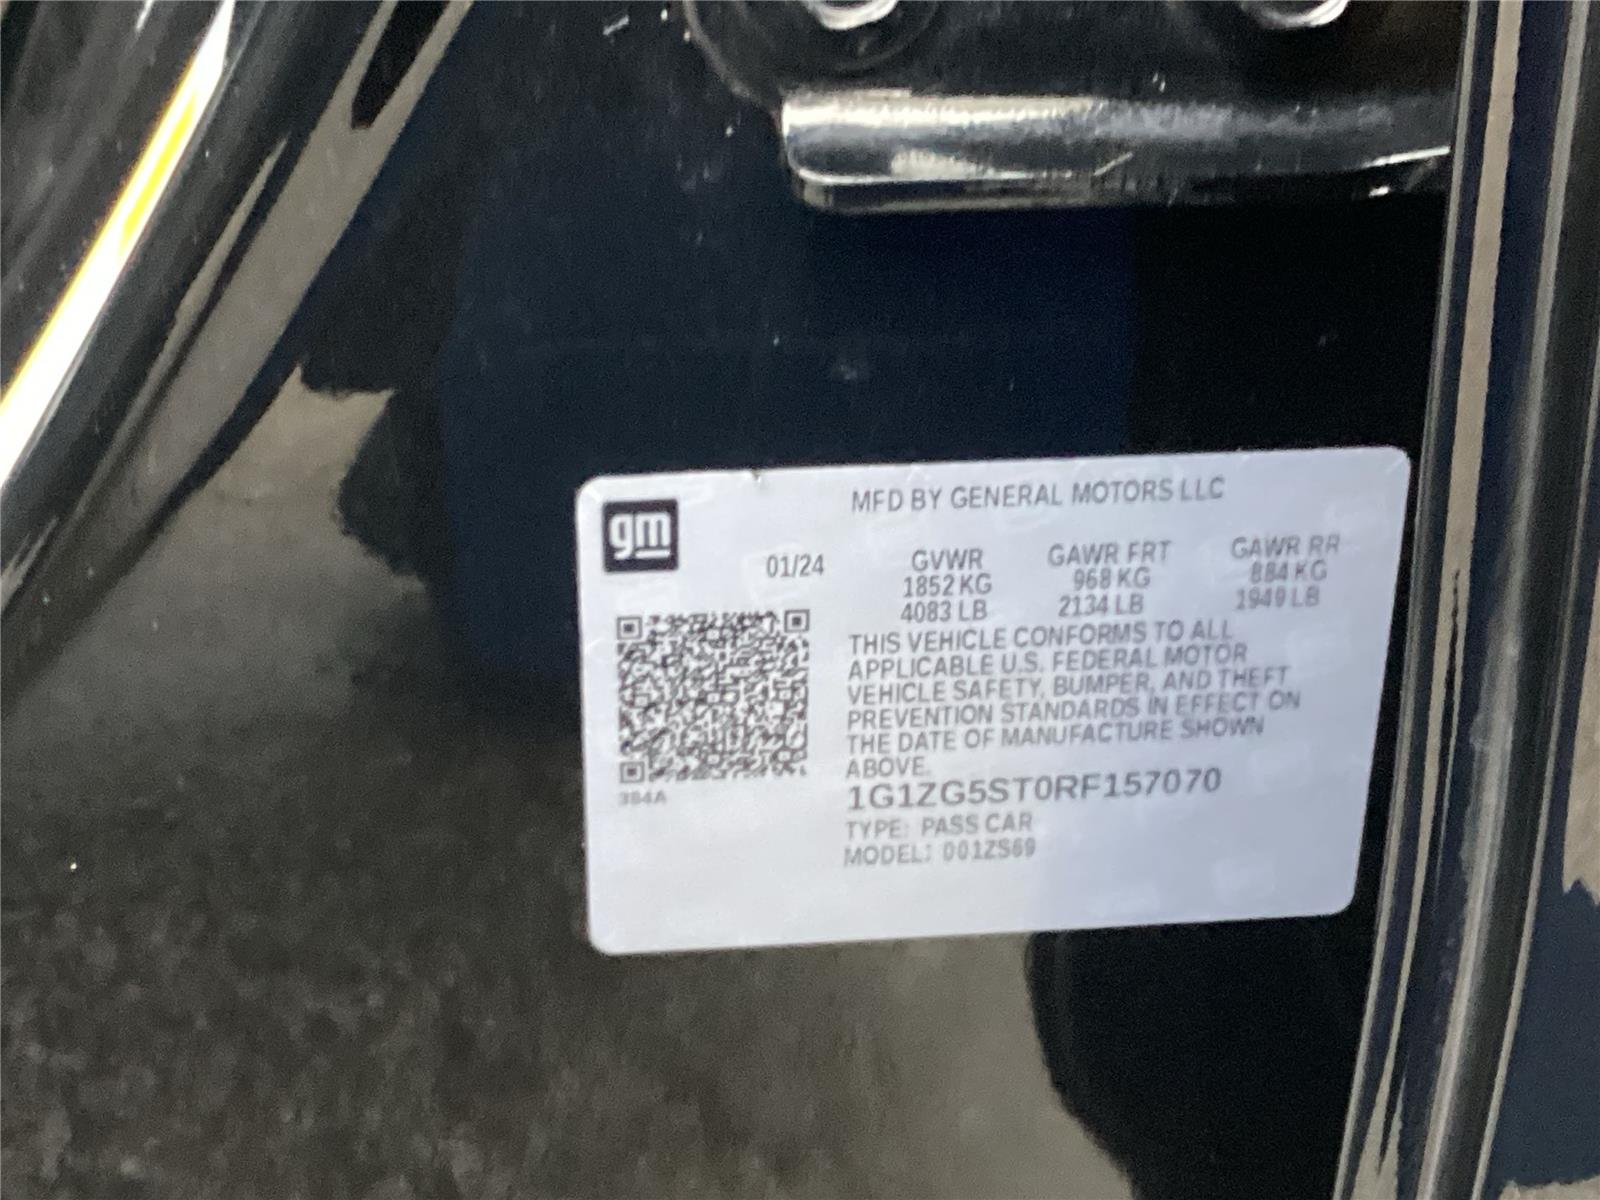 MFD BY GENERAL MOTORS LLC
gm
01/24
GVWR GAWR FRT GAWR RR
1852 KG 968 KG 884 KG
4083 LB 2134 LB 1949 LB
THIS VEHICLE CONFORMS TO ALL
APPLICABLE U.S. FEDERAL MOTOR
VEHICLE SAFETY, BUMPER, AND THEFT
PREVENTION STANDARDS IN EFFECT ON
THE DATE OF MANUFACTURE SHOWN
ABOVE.
384A
1G1ZG5ST0RF157070
TYPE: PASS CAR
MODEL: 001ZS69